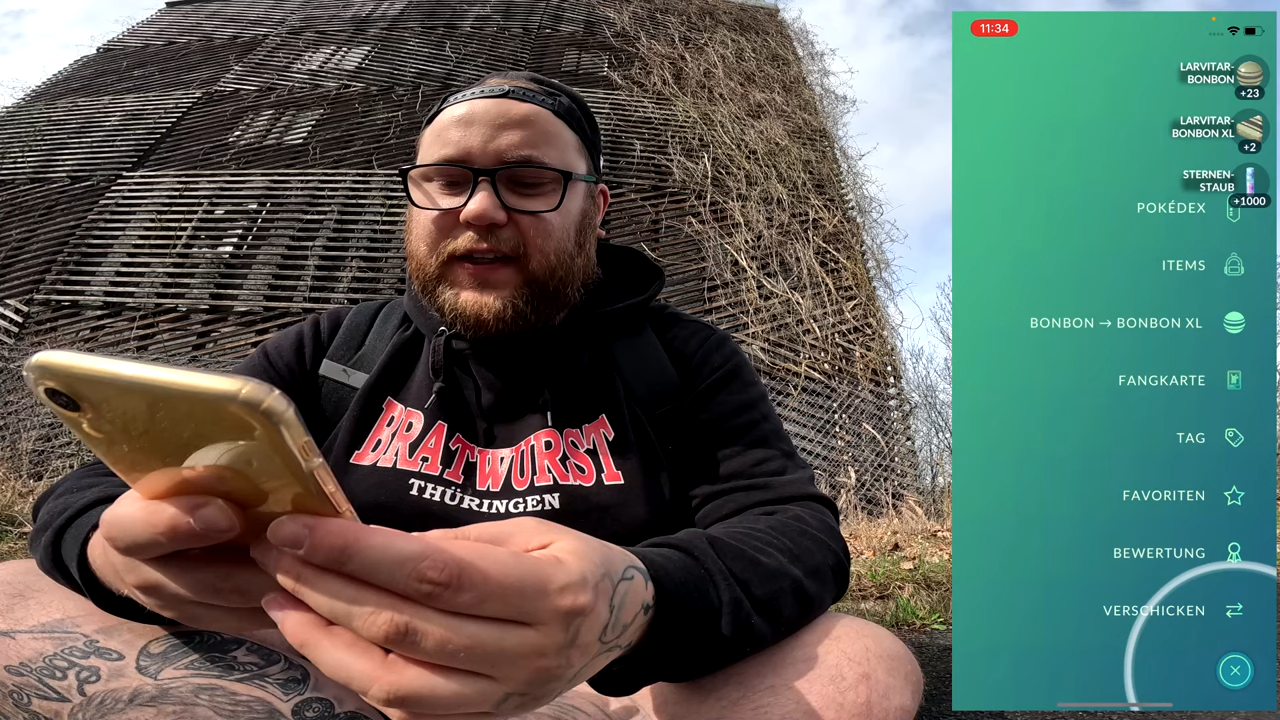 11:34
LARVITAR-
BONBON
+23
LARVITAR-
BONBON XL
+2
STERNEN-
STAUB
+1000
POKÉDEX
ITEMS
BONBON → BONBON XL
FANGKARTE
TAG
FAVORITEN
BEWERTUNG
VERSCHICKEN
BRATWURST
THÜRINGEN
Vegas